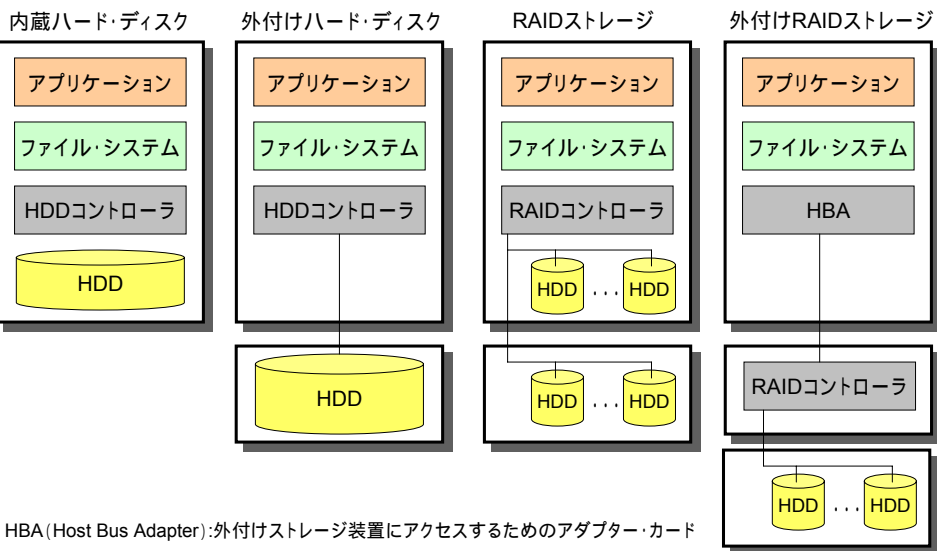 内蔵ハード・ディスク
アプリケーション
ファイル・システム
HDDコントローラ
HDD
外付けハード・ディスク
アプリケーション
ファイル・システム
HDDコントローラ
HDD
RAIDストレージ
アプリケーション
ファイル・システム
RAIDコントローラ
HDD ... HDD
HDD ... HDD
外付けRAIDストレージ
アプリケーション
ファイル・システム
HBA
RAIDコントローラ
HDD ... HDD
HBA(Host Bus Adapter):外付けストレージ装置にアクセスするためのアダプター・カード